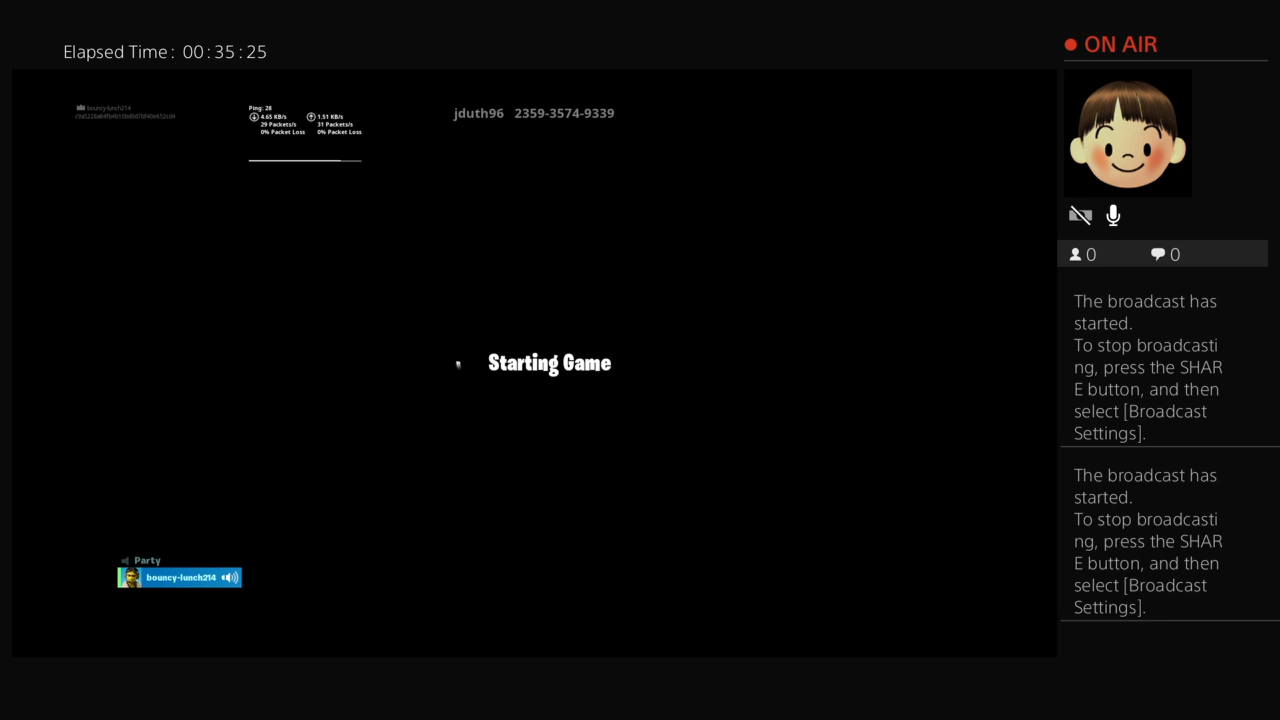 Elapsed Time: 00:35:25
ON AIR
bouncy-lunch214
Ping: 28
4.65 KB/s 1.51 KB/s
29 Packets/s 31 Packets/s
0% Packet Loss 0% Packet Loss
jduth96 2359-3574-9339
0 0
The broadcast has
started.
To stop broadcasti
ng, press the SHAR
E button, and then
select [Broadcast
Settings].
Starting Game
The broadcast has
started.
To stop broadcasti
ng, press the SHAR
E button, and then
select [Broadcast
Settings].
Party
bouncy-lunch214